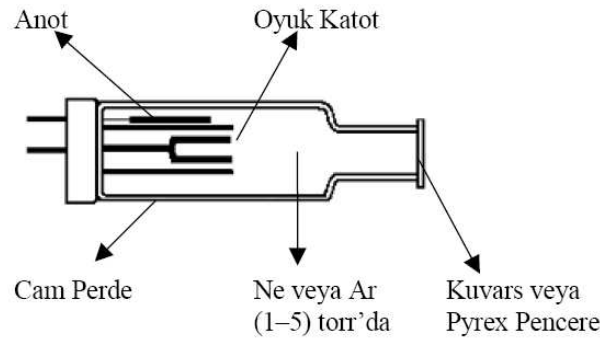 Anot
Oyuk Katot
Cam Perde
Ne veya Ar
(1–5) torr’da
Kuvars veya
Pyrex Pencere